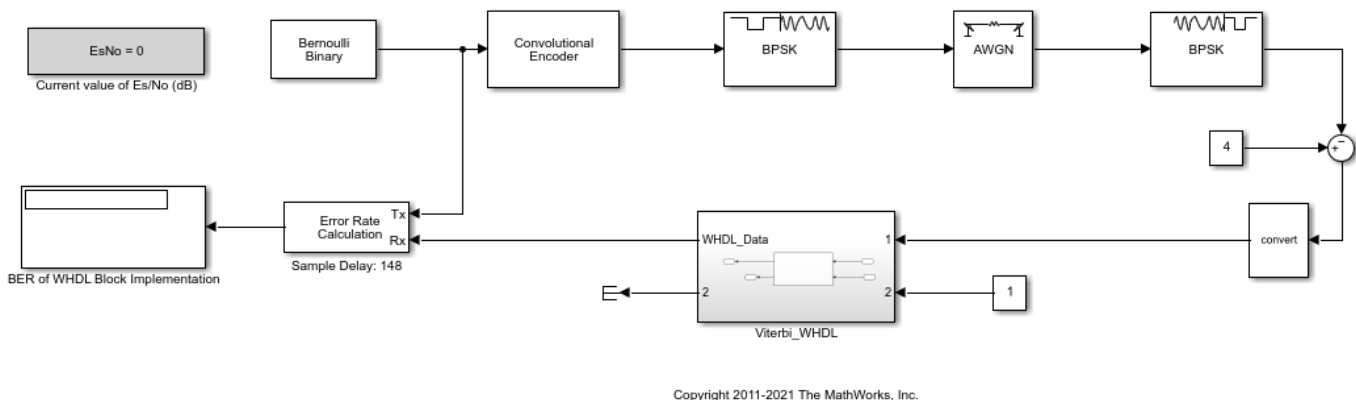 EsNo = 0
Current value of Es/No (dB)
Bernoulli
Binary
Convolutional
Encoder
BPSK
AWGN
BPSK
4
+
−
convert
Error Rate
Calculation
Tx
Rx
Sample Delay: 148
BER of WHDL Block Implementation
WHDL_Data
1
2
2
1
Viterbi_WHDL
Copyright 2011-2021 The MathWorks, Inc.